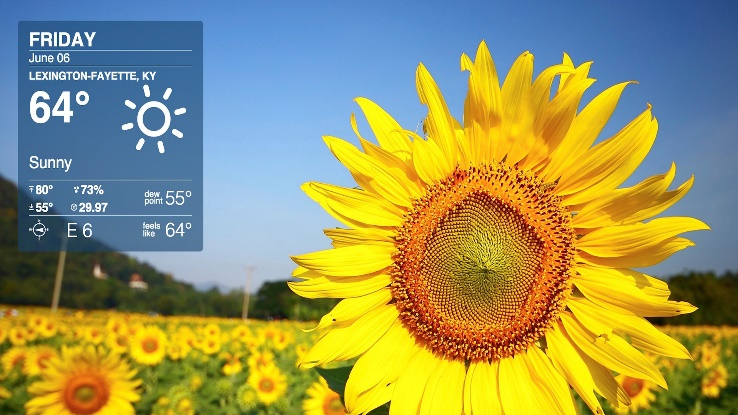 FRIDAY
June 06
LEXINGTON-FAYETTE, KY
64°
Sunny
80° 73%
55° 29.97
dew point 55°
E 6
feels like 64°